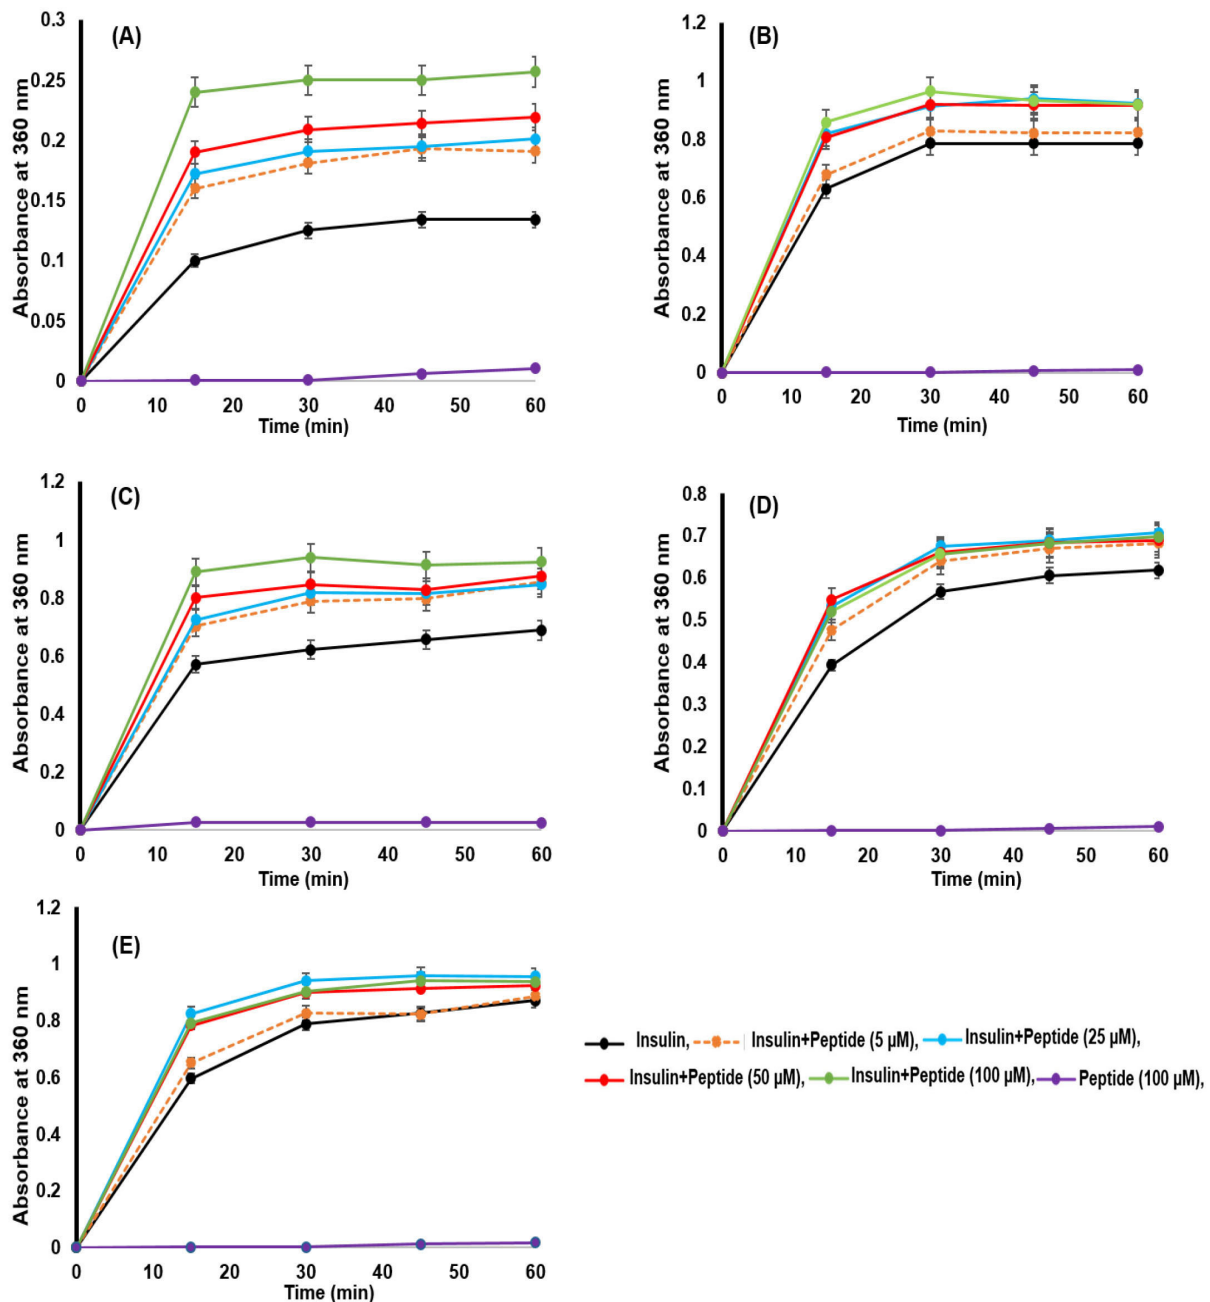 (A)
0.3
0.25
0.2
0.15
0.1
0.05
0
Absorbance at 360 nm
0 10 20 30 40 50 60
Time (min)
(B)
1.2
1
0.8
0.6
0.4
0.2
0
Absorbance at 360 nm
0 10 20 30 40 50 60
Time (min)
(C)
1.2
1
0.8
0.6
0.4
0.2
0
Absorbance at 360 nm
0 10 20 30 40 50 60
Time (min)
(D)
0.8
0.7
0.6
0.5
0.4
0.3
0.2
0.1
0
Absorbance at 360 nm
0 10 20 30 40 50 60
Time (min)
(E)
1.2
1
0.8
0.6
0.4
0.2
0
Absorbance at 360 nm
0 10 20 30 40 50 60
Time (min)
Insulin, Insulin+Peptide (5 µM), Insulin+Peptide (25 µM),
Insulin+Peptide (50 µM), Insulin+Peptide (100 µM), Peptide (100 µM),